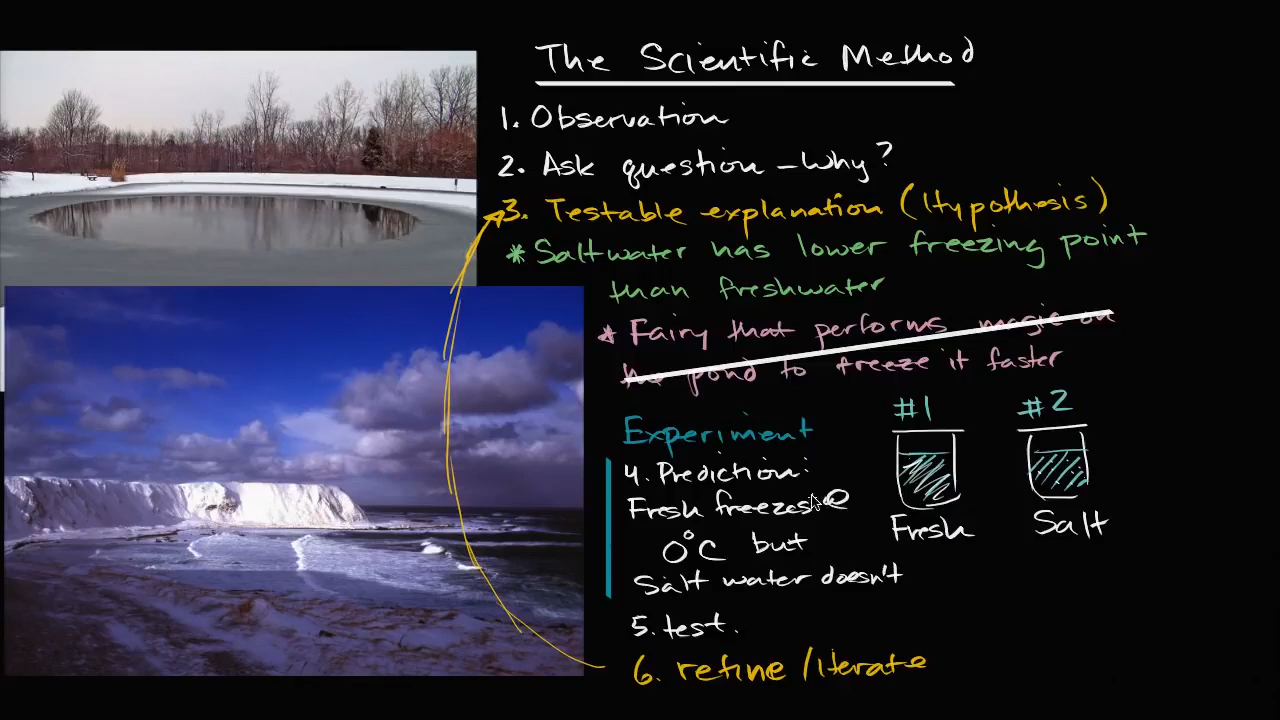 The Scientific Method
1. Observation
2. Ask question – Why?
3. Testable explanation (Hypothesis)
* Saltwater has lower freezing point
than freshwater
* Fairy that performs magic on
the pond to freeze it faster
Experiment
#1 #2
4. Prediction:
Fresh freezes @
0°C but
Salt water doesn't
Fresh Salt
5. test.
6. refine/iterate